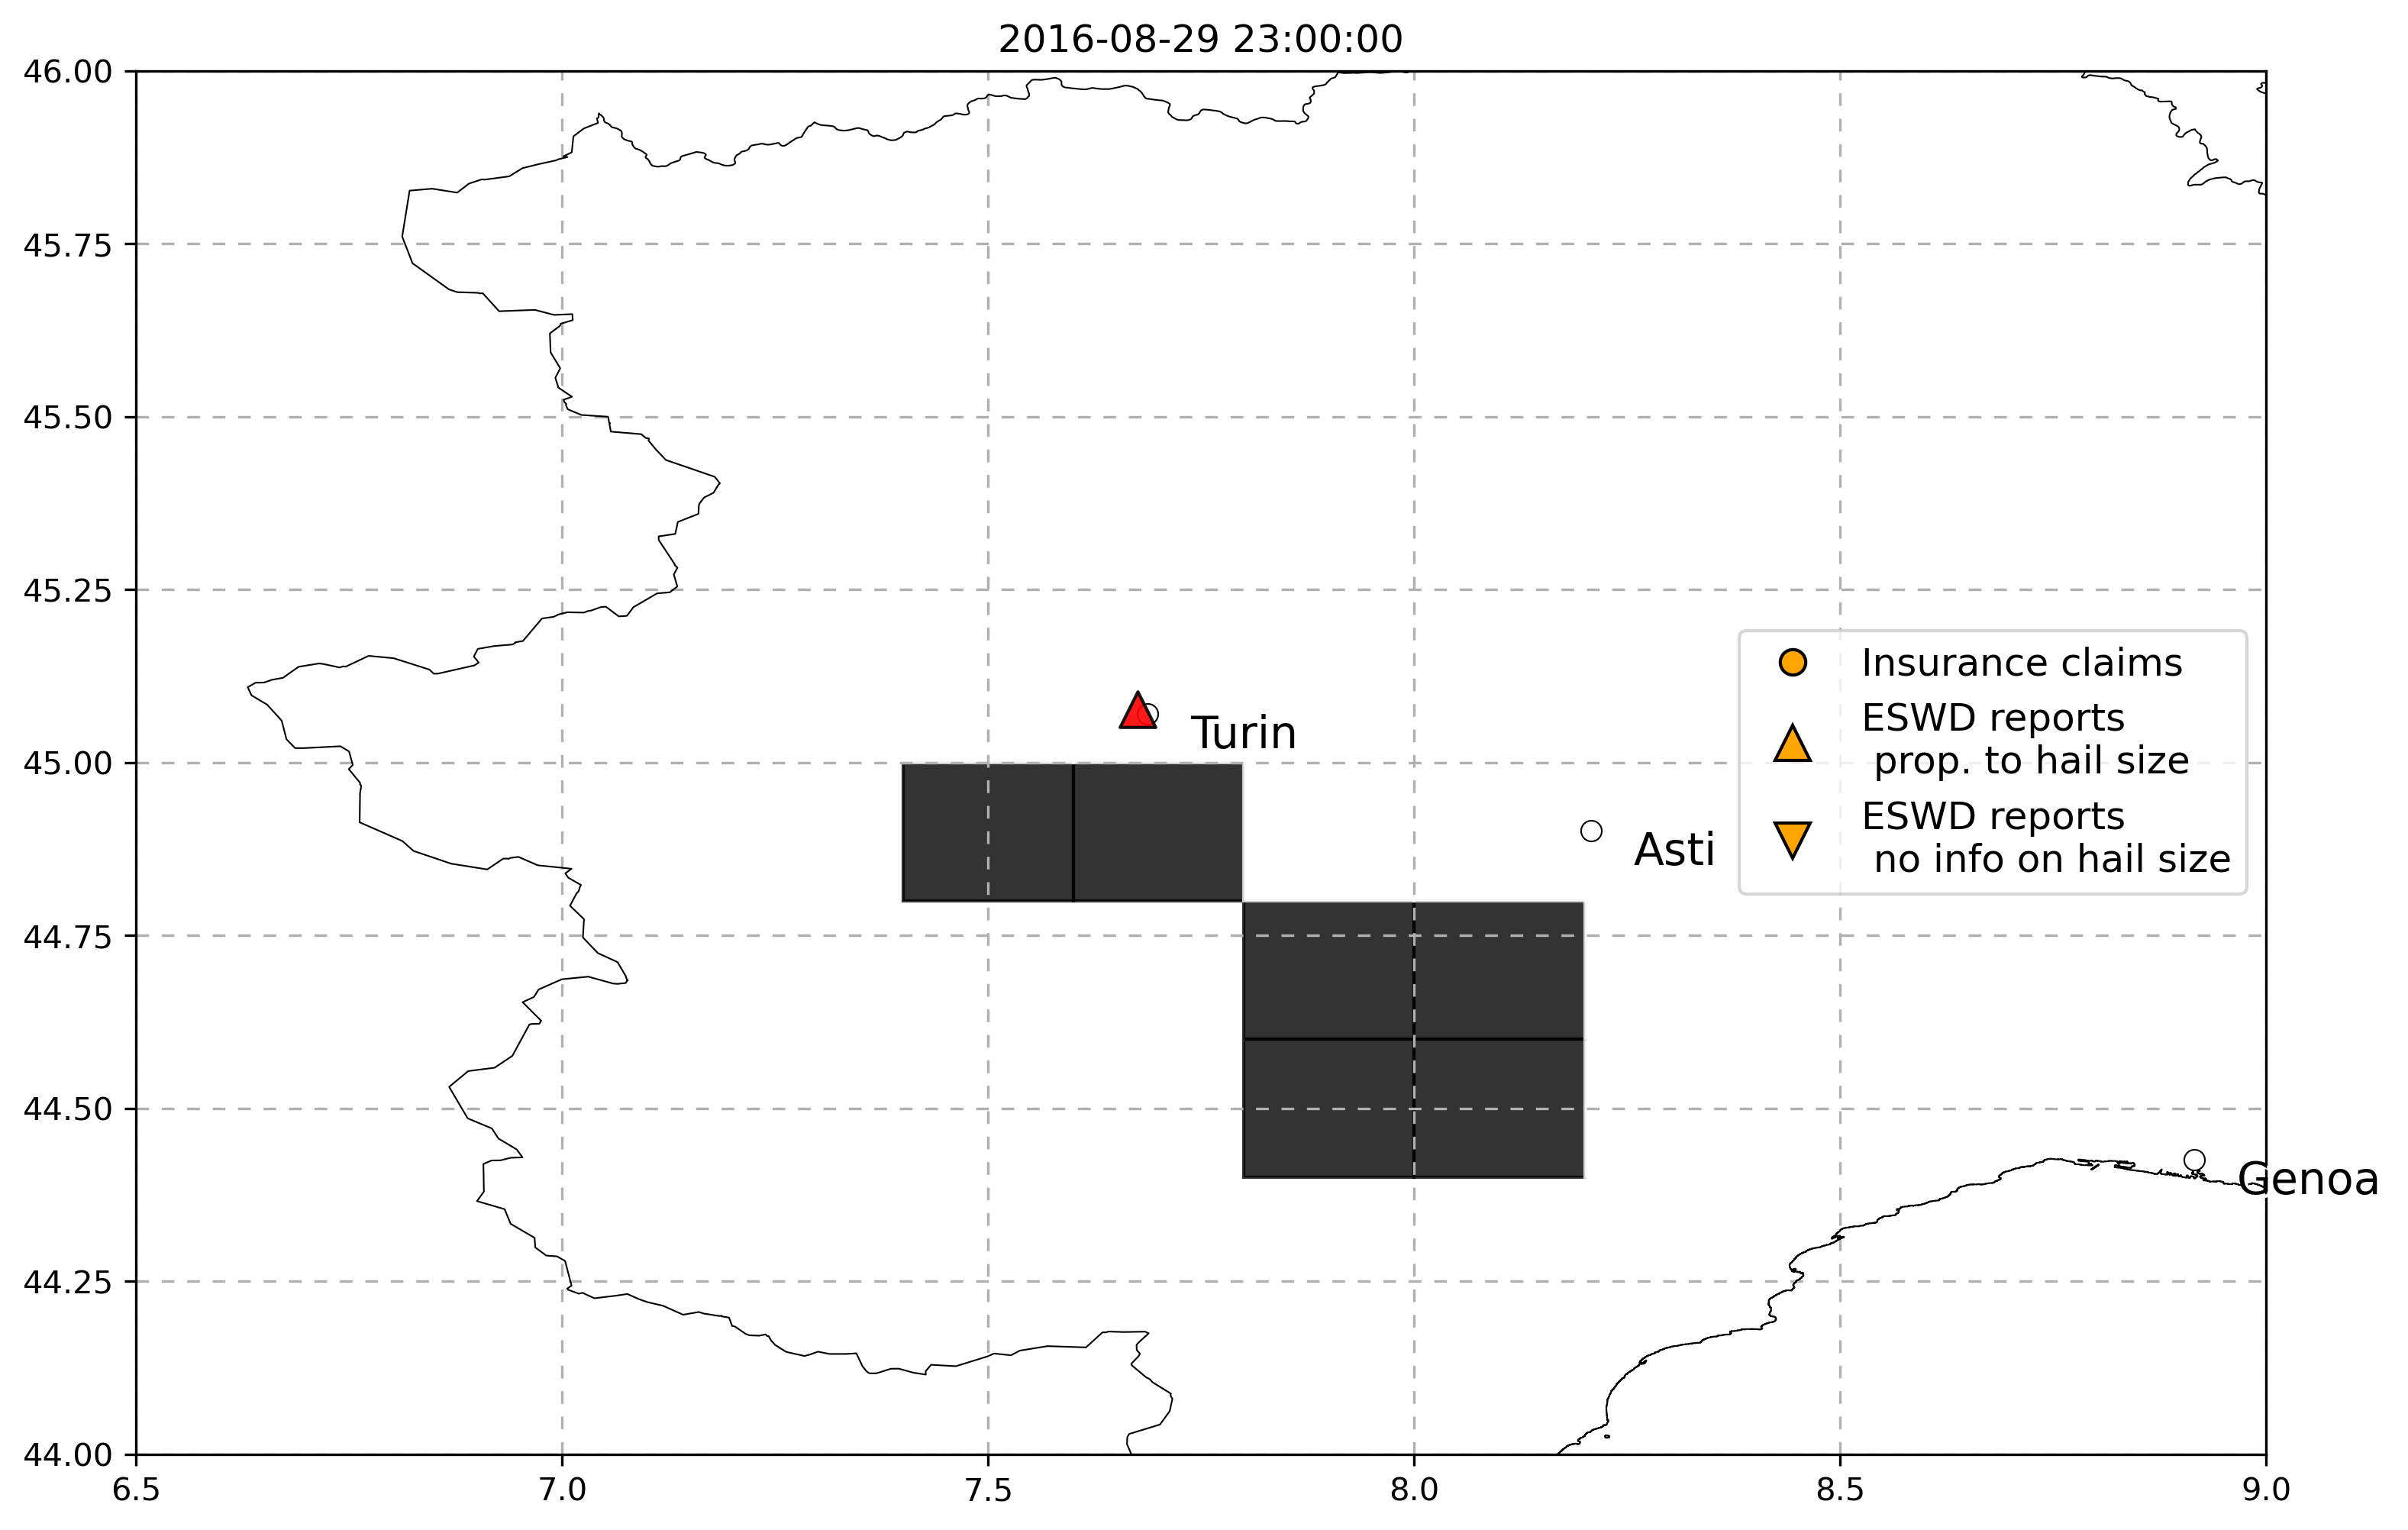 2016-08-29 23:00:00
46.00
45.75
45.50
45.25
45.00
44.75
44.50
44.25
44.00
Turin
Asti
Genoa
Insurance claims
ESWD reports
prop. to hail size
ESWD reports
no info on hail size
6.5 7.0 7.5 8.0 8.5 9.0